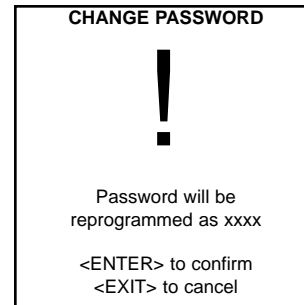 CHANGE PASSWORD
!
Password will be
reprogrammed as xxxx
<ENTER> to confirm
<EXIT> to cancel